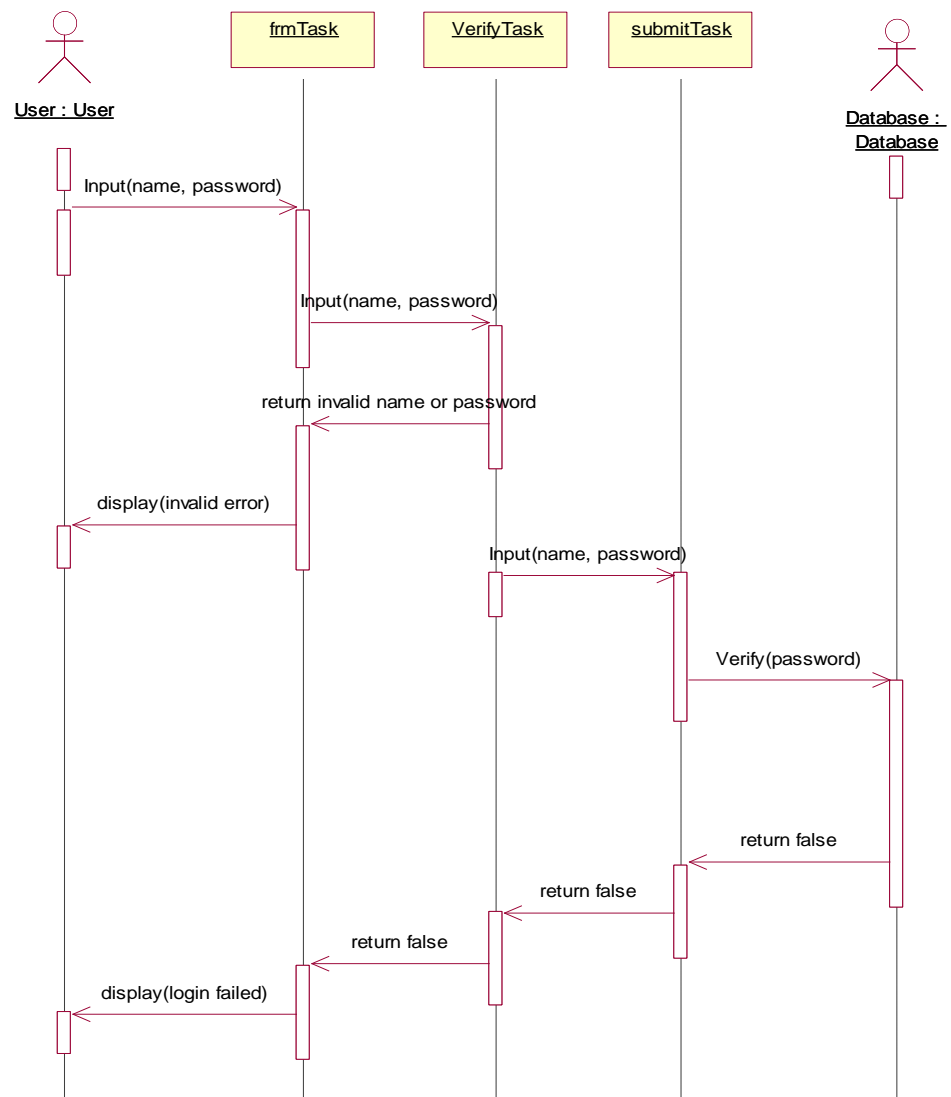 frmTask
VerifyTask
submitTask
User : User
Database :
Database
Input(name, password)
Input(name, password)
return invalid name or password
display(invalid error)
Input(name, password)
Verify(password)
return false
return false
return false
display(login failed)